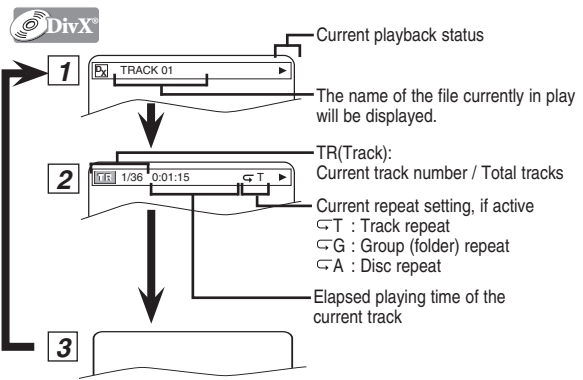 DivX®
1
TRACK 01
Current playback status
The name of the file currently in play
will be displayed.
2
1/36 0:01:15 T
TR(Track):
Current track number / Total tracks
Current repeat setting, if active
T : Track repeat
G : Group (folder) repeat
A : Disc repeat
Elapsed playing time of the
current track
3